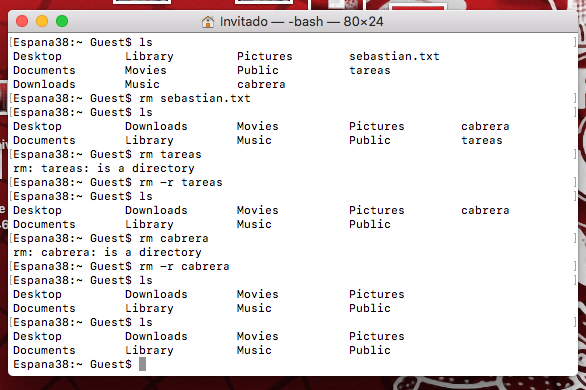 Invitado — -bash — 80×24
[Espana38:~ Guest$ ls ]
Desktop Library Pictures sebastian.txt
Documents Movies Public tareas
Downloads Music cabrera
[Espana38:~ Guest$ rm sebastian.txt ]
[Espana38:~ Guest$ ls ]
Desktop Downloads Movies Pictures cabrera
Documents Library Music Public tareas
[Espana38:~ Guest$ rm tareas ]
rm: tareas: is a directory
[Espana38:~ Guest$ rm -r tareas ]
[Espana38:~ Guest$ ls ]
Desktop Downloads Movies Pictures cabrera
Documents Library Music Public
[Espana38:~ Guest$ rm cabrera ]
rm: cabrera: is a directory
[Espana38:~ Guest$ rm -r cabrera ]
[Espana38:~ Guest$ ls ]
Desktop Downloads Movies Pictures
Documents Library Music Public
[Espana38:~ Guest$ ls ]
Desktop Downloads Movies Pictures
Documents Library Music Public
Espana38:~ Guest$